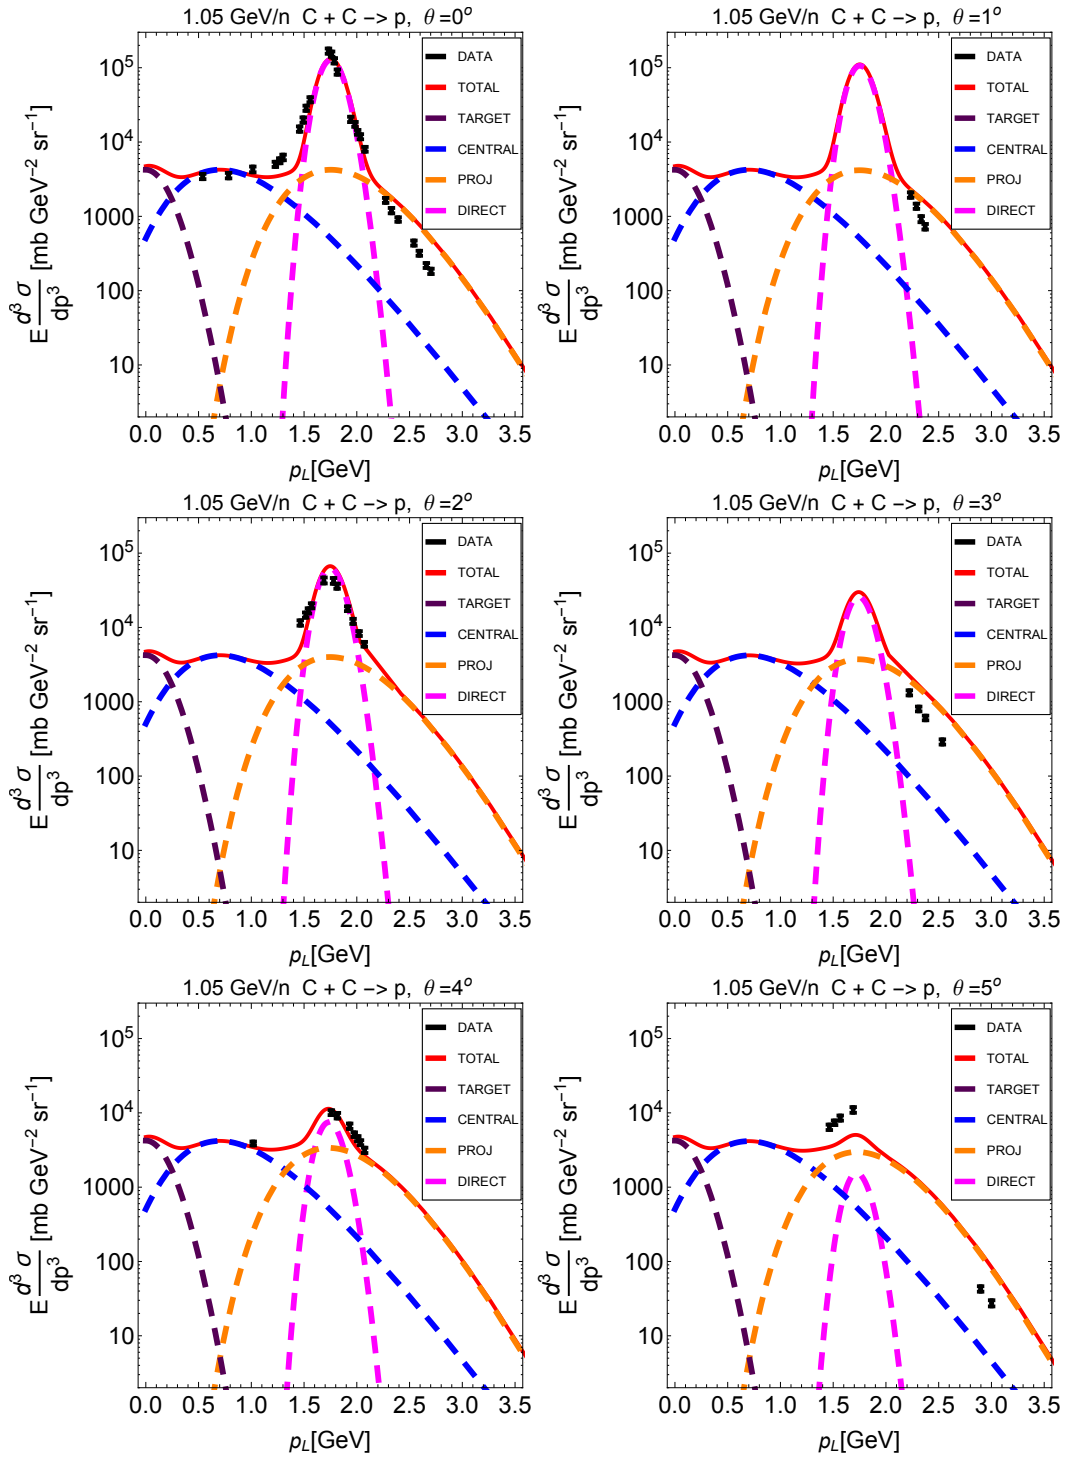 1.05 GeV/n C + C -> p, θ =0°
10⁵
10⁴
1000
100
10
E d³ σ / dp³ [mb GeV⁻² sr⁻¹]
DATA
TOTAL
TARGET
CENTRAL
PROJ
DIRECT
0.0 0.5 1.0 1.5 2.0 2.5 3.0 3.5
p_L[GeV]
1.05 GeV/n C + C -> p, θ =1°
10⁵
10⁴
1000
100
10
E d³ σ / dp³ [mb GeV⁻² sr⁻¹]
DATA
TOTAL
TARGET
CENTRAL
PROJ
DIRECT
0.0 0.5 1.0 1.5 2.0 2.5 3.0 3.5
p_L[GeV]
1.05 GeV/n C + C -> p, θ =2°
10⁵
10⁴
1000
100
10
E d³ σ / dp³ [mb GeV⁻² sr⁻¹]
DATA
TOTAL
TARGET
CENTRAL
PROJ
DIRECT
0.0 0.5 1.0 1.5 2.0 2.5 3.0 3.5
p_L[GeV]
1.05 GeV/n C + C -> p, θ =3°
10⁵
10⁴
1000
100
10
E d³ σ / dp³ [mb GeV⁻² sr⁻¹]
DATA
TOTAL
TARGET
CENTRAL
PROJ
DIRECT
0.0 0.5 1.0 1.5 2.0 2.5 3.0 3.5
p_L[GeV]
1.05 GeV/n C + C -> p, θ =4°
10⁵
10⁴
1000
100
10
E d³ σ / dp³ [mb GeV⁻² sr⁻¹]
DATA
TOTAL
TARGET
CENTRAL
PROJ
DIRECT
0.0 0.5 1.0 1.5 2.0 2.5 3.0 3.5
p_L[GeV]
1.05 GeV/n C + C -> p, θ =5°
10⁵
10⁴
1000
100
10
E d³ σ / dp³ [mb GeV⁻² sr⁻¹]
DATA
TOTAL
TARGET
CENTRAL
PROJ
DIRECT
0.0 0.5 1.0 1.5 2.0 2.5 3.0 3.5
p_L[GeV]